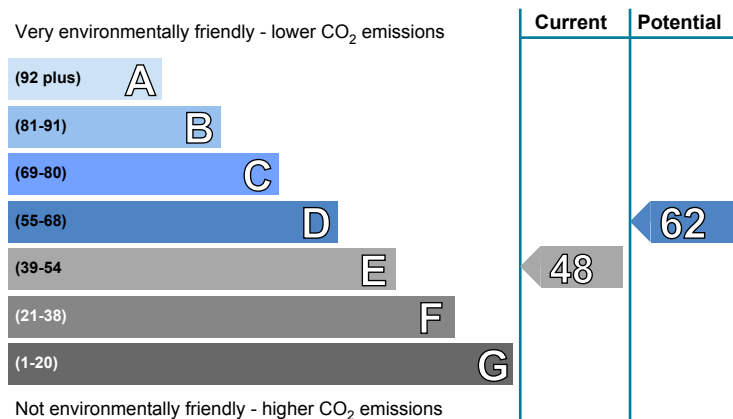 Current Potential
Very environmentally friendly - lower CO2 emissions
(92 plus) A
(81-91) B
(69-80) C
(55-68) D 62
(39-54 E 48
(21-38) F
(1-20) G
Not environmentally friendly - higher CO2 emissions